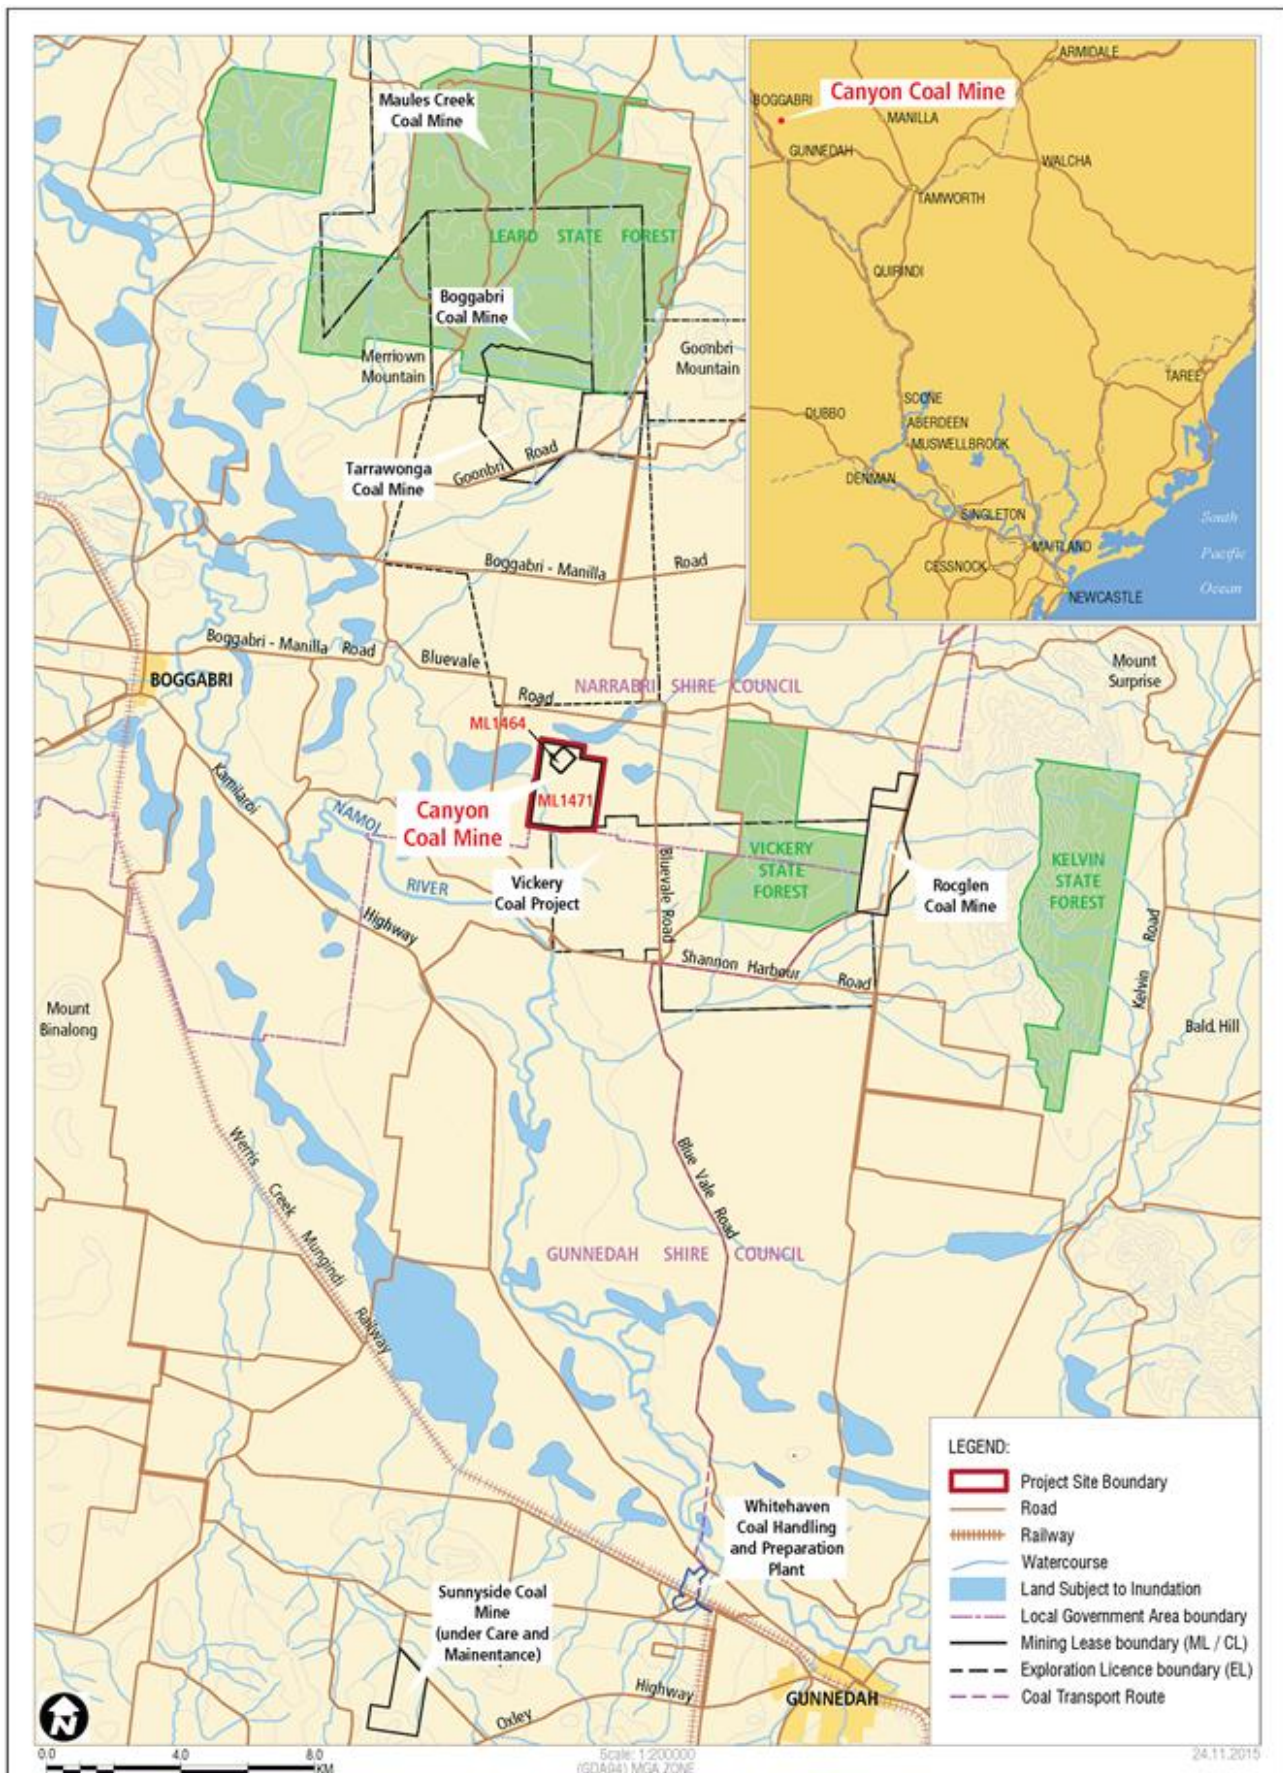 Maules Creek
Coal Mine
LEARD STATE FOREST
Boggabri
Coal Mine
Merriown
Mountain
Goonbri
Mountain
Tarrawonga
Coal Mine
Goonbri Road
Boggabri - Manilla Road
Boggabri - Manilla Road
Bluevale Road
BOGGABRI
NARRABRI SHIRE COUNCIL
Mount
Surprise
ML1464
Canyon
Coal Mine
ML1471
Kamilaroi
Highway
NAMOI
RIVER
Vickery
Coal Project
Bluevale Road
VICKERY
STATE
FOREST
Rocglen
Coal Mine
KELVIN
STATE
FOREST
Kelvin Road
Shannon Harbour Road
Mount
Binalong
Bald Hill
Werris Creek Mungindi Railway
Blue Vale Road
GUNNEDAH SHIRE COUNCIL
Whitehaven
Coal Handling
and Preparation
Plant
Sunnyside Coal
Mine
(under Care and
Mainentance)
Oxley Highway
GUNNEDAH
ARMIDALE
BOGGABRI
Canyon Coal Mine
MANILLA
GUNNEDAH
WALCHA
TAMWORTH
QUIRINDI
TAREE
SCONE
DUBBO
ABERDEEN
MUSWELLBROOK
DENMAN
SINGLETON
South
Pacific
Ocean
MAITLAND
CESSNOCK
NEWCASTLE
LEGEND:
Project Site Boundary
Road
Railway
Watercourse
Land Subject to Inundation
Local Government Area boundary
Mining Lease boundary (ML / CL)
Exploration Licence boundary (EL)
Coal Transport Route
N
0.0 4.0 8.0
KM
Scale: 1:200000
(GDA94) MGA ZONE
24.11.2015